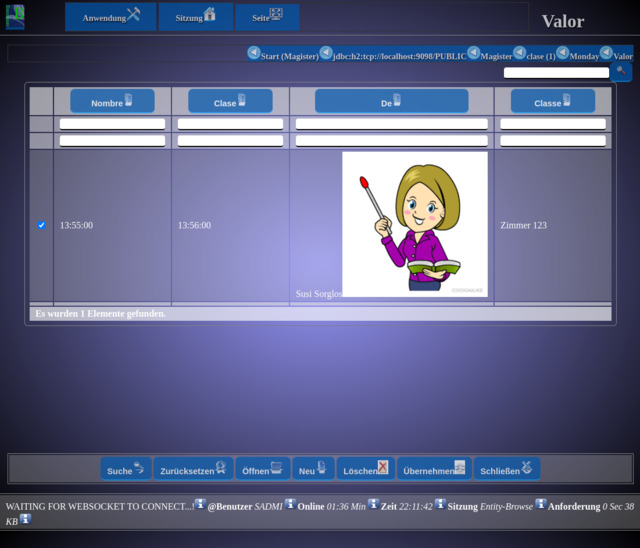 Anwendung Sitzung Seite Valor
Start (Magister) jdbc:h2:tcp://localhost:9098/PUBLIC Magister clase (1) Monday Valor
Nombre Clase De Classe
13:55:00 13:56:00 Susi Sorglos Zimmer 123
Es wurden 1 Elemente gefunden.
Suche Zurücksetzen Öffnen Neu Löschen Übernehmen Schließen
WAITING FOR WEBSOCKET TO CONNECT...! @Benutzer SADMI Online 01:36 Min Zeit 22:11:42 Sitzung Entity-Browse Anforderung 0 Sec 38
KB